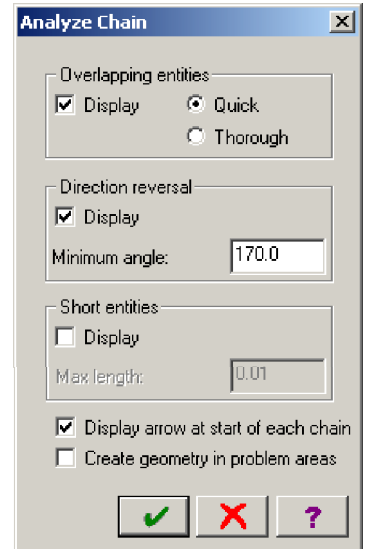 Analyze Chain
Overlapping entities
Display Quick
Thorough
Direction reversal
Display
Minimum angle: 170.0
Short entities
Display
Max length: 0.01
Display arrow at start of each chain
Create geometry in problem areas
?